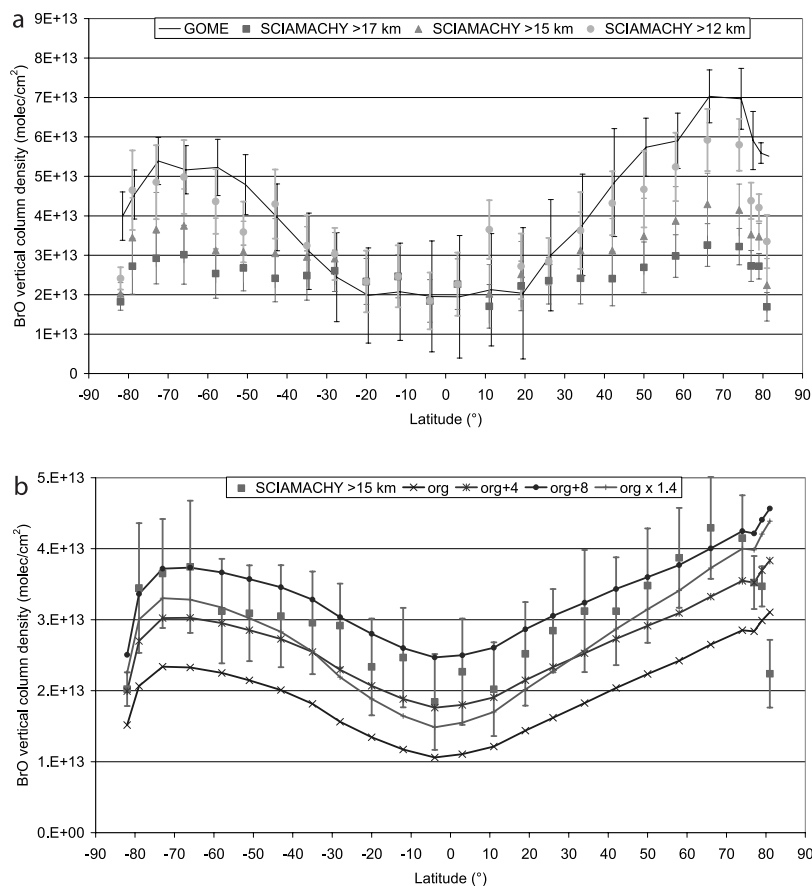 a
GOME SCIAMACHY >17 km SCIAMACHY >15 km SCIAMACHY >12 km
9E+13
8E+13
7E+13
6E+13
5E+13
4E+13
3E+13
2E+13
1E+13
0
BrO vertical column density (molec/cm²)
-90 -80 -70 -60 -50 -40 -30 -20 -10 0 10 20 30 40 50 60 70 80 90
Latitude (°)
b
SCIAMACHY >15 km org org+4 org+8 org x 1.4
5.E+13
4.E+13
3.E+13
2.E+13
1.E+13
0.E+00
BrO vertical column density (molec/cm²)
-90 -80 -70 -60 -50 -40 -30 -20 -10 0 10 20 30 40 50 60 70 80 90
Latitude (°)